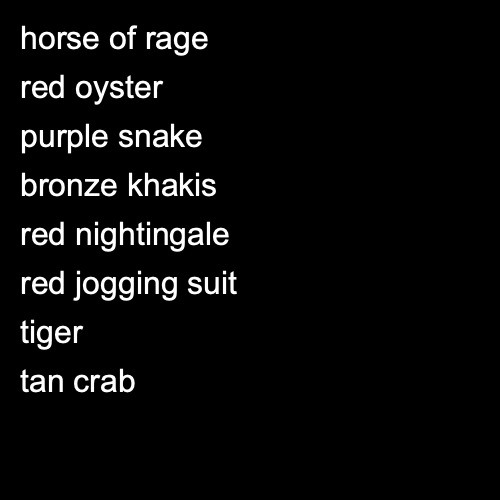 horse of rage
red oyster
purple snake
bronze khakis
red nightingale
red jogging suit
tiger
tan crab